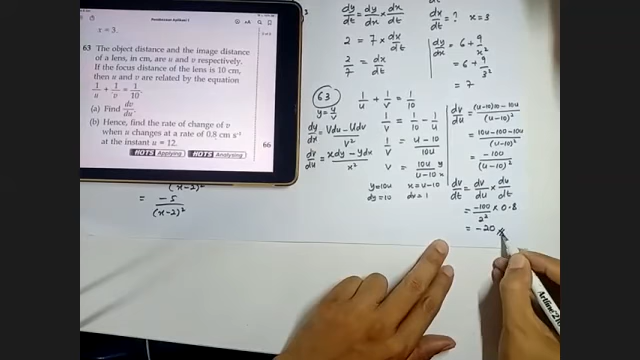 x = 3.
63 The object distance and the image distance
of a lens, in cm, are u and v respectively.
If the focus distance of the lens is 10 cm,
then u and v are related by the equation
1/u + 1/v = 1/10.
(a) Find dv/du.
(b) Hence, find the rate of change of v
when u changes at a rate of 0.8 cm s⁻¹
at the instant u = 12.
HOTS Applying HOTS Analysing
66
(x-2)²
= -5/(x-2)²
dy/dt = dy/dx × dx/dt
2 = 7 × dx/dt
2/7 = dx/dt
dx/dt = ? x = 3
dy/dx = 6 + 9/x²
= 6 + 9/3²
= 7
63
y = u/v
dy/dx = (Vdu - Udv)/V²
dv/du = (xdy - ydx)/x²
1/u + 1/v = 1/10
1/v = 1/10 - 1/u
1/v = (u-10)/10u
v = 10u/(u-10) y/x
y=10u x=u-10
dy=10 dx=1
dv/du = ((u-10)10 - 10u)/(u-10)²
= (10u-100-10u)/(u-10)²
= -100/(u-10)²
dv/dt = dv/du × du/dt
= -100/2² × 0.8
= -20
Artline